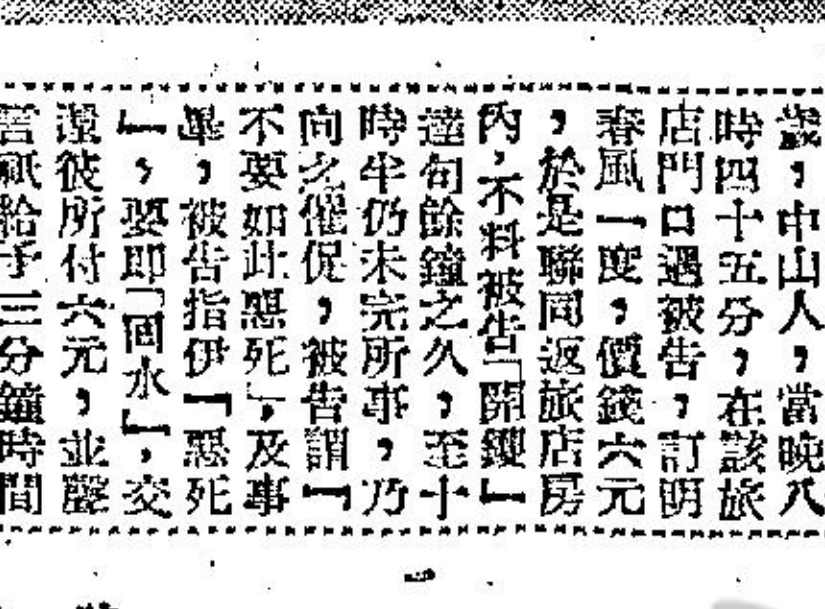 歲，中山人，當晚八
時四十五分，在該旅
店門口遇被告，訂明
春風一度，價錢六元
，於是聯同返旅店房
內，不料被告「開鑼」
達句餘鐘之久，至十
時半仍未完所事，乃
向之催促，被告謂「
不要如此惡死」，及事
畢，被告指伊「惡死
」，要即「回水」，交
還彼所付六元，並聲
言祇給予三分鐘時間